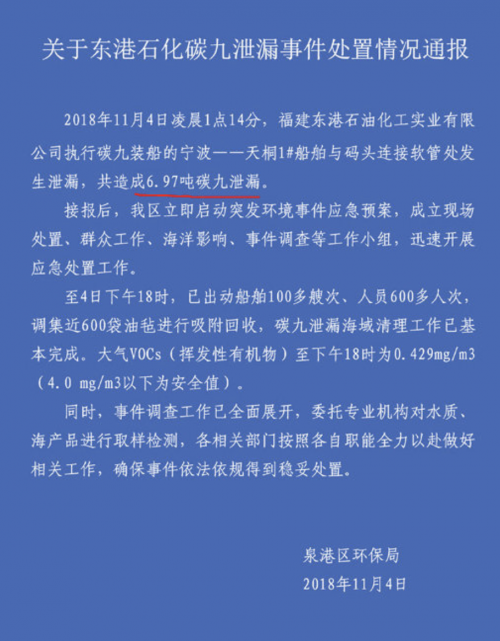 关于东港石化碳九泄漏事件处置情况通报
2018年11月4日凌晨1点14分，福建东港石油化工实业有限
公司执行碳九装船的宁波——天桐1#船舶与码头连接软管处发
生泄漏，共造成6.97吨碳九泄漏。
接报后，我区立即启动突发环境事件应急预案，成立现场
处置、群众工作、海洋影响、事件调查等工作小组，迅速开展
应急处置工作。
至4日下午18时，已出动船舶100多艘次、人员600多人次，
调集近600袋油毡进行吸附回收，碳九泄漏海域清理工作已基
本完成。大气VOCs（挥发性有机物）至下午18时为0.429mg/m3
（4.0 mg/m3以下为安全值）。
同时，事件调查工作已全面展开，委托专业机构对水质、
海产品进行取样检测，各相关部门按照各自职能全力以赴做好
相关工作，确保事件依法依规得到稳妥处置。
泉港区环保局
2018年11月4日